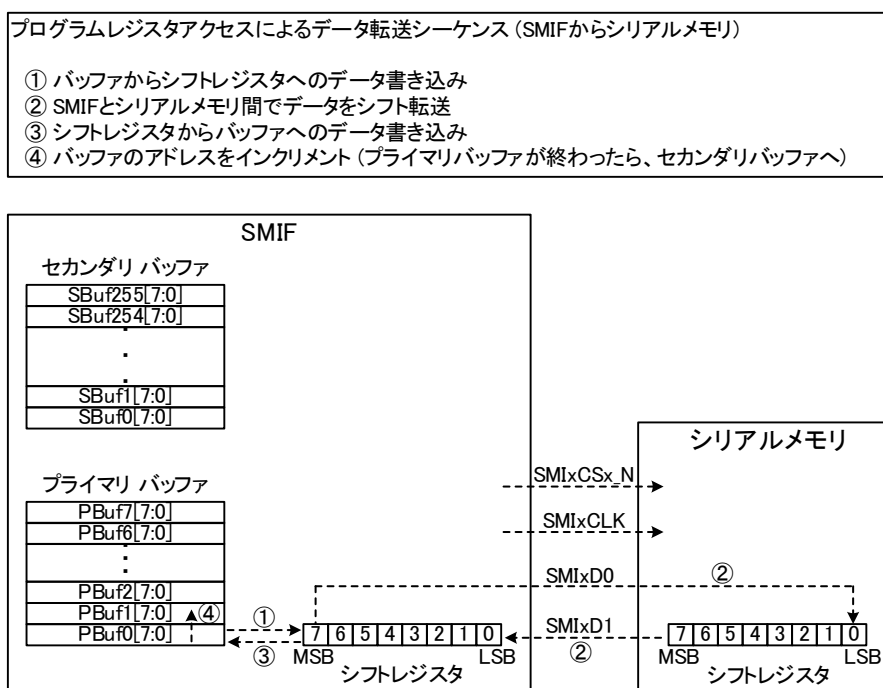 プログラムレジスタアクセスによるデータ転送シーケンス (SMIFからシリアルメモリ)
① バッファからシフトレジスタへのデータ書き込み
② SMIFとシリアルメモリ間でデータをシフト転送
③ シフトレジスタからバッファへのデータ書き込み
④ バッファのアドレスをインクリメント (プライマリバッファが終わったら、セカンダリバッファへ)
SMIF
セカンダリ バッファ
SBuf255[7:0]
SBuf254[7:0]
SBuf1[7:0]
SBuf0[7:0]
シリアルメモリ
プライマリ バッファ
SMIxCSx_N
PBuf7[7:0]
PBuf6[7:0]
SMIxCLK
SMIxD0 ②
PBuf2[7:0]
PBuf1[7:0] ④
PBuf0[7:0]
①
③
7 6 5 4 3 2 1 0
MSB LSB
シフトレジスタ
SMIxD1
②
7 6 5 4 3 2 1 0
MSB LSB
シフトレジスタ